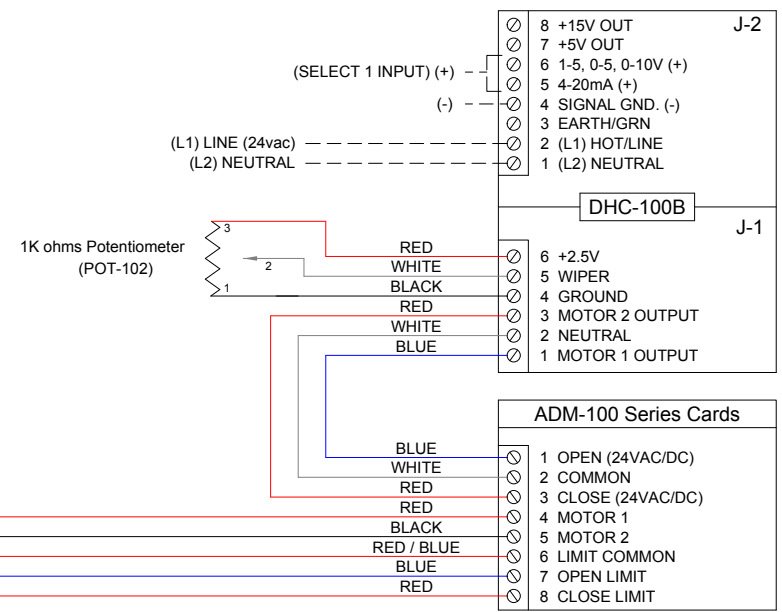 J-2
8 +15V OUT
7 +5V OUT
(SELECT 1 INPUT) (+)
6 1-5, 0-5, 0-10V (+)
5 4-20mA (+)
(-)
4 SIGNAL GND. (-)
3 EARTH/GRN
(L1) LINE (24vac)
2 (L1) HOT/LINE
(L2) NEUTRAL
1 (L2) NEUTRAL
DHC-100B
J-1
1K ohms Potentiometer
(POT-102)
3
2
1
RED
6 +2.5V
WHITE
5 WIPER
BLACK
4 GROUND
RED
3 MOTOR 2 OUTPUT
WHITE
2 NEUTRAL
BLUE
1 MOTOR 1 OUTPUT
ADM-100 Series Cards
BLUE
1 OPEN (24VAC/DC)
WHITE
2 COMMON
RED
3 CLOSE (24VAC/DC)
RED
4 MOTOR 1
BLACK
5 MOTOR 2
RED / BLUE
6 LIMIT COMMON
BLUE
7 OPEN LIMIT
RED
8 CLOSE LIMIT